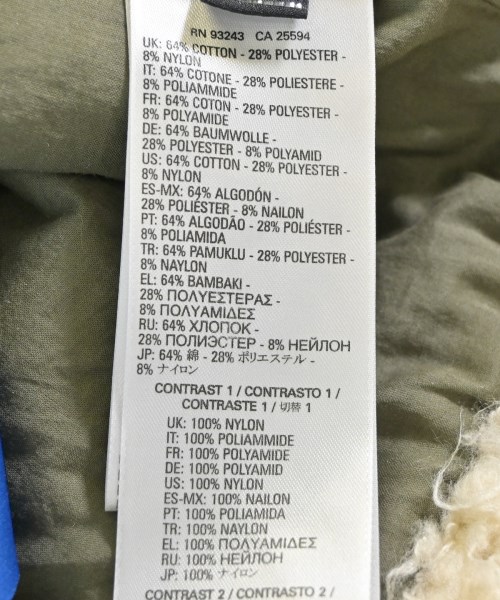 RN 93243 CA 25594
UK: 64% COTTON - 28% POLYESTER -
8% NYLON
IT: 64% COTONE - 28% POLIESTERE -
8% POLIAMMIDE
FR: 64% COTON - 28% POLYESTER -
8% POLYAMIDE
DE: 64% BAUMWOLLE -
28% POLYESTER - 8% POLYAMID
US: 64% COTTON - 28% POLYESTER -
8% NYLON
ES-MX: 64% ALGODÓN -
28% POLIÉSTER - 8% NAILON
PT: 64% ALGODÃO - 28% POLIÉSTER -
8% POLIAMIDA
TR: 64% PAMUKLU - 28% POLYESTER -
8% NAYLON
EL: 64% ΒΑΜΒΑΚΙ -
28% ΠΟΛΥΕΣΤΕΡΑΣ -
8% ΠΟΛΥΑΜΙΔΕΣ
RU: 64% ХЛОПОК -
28% ПОЛИЭСТЕР - 8% НЕЙЛОН
JP: 64% 綿 - 28% ポリエステル -
8% ナイロン
CONTRAST 1 / CONTRASTO 1 /
CONTRASTE 1 / 切替 1
UK: 100% NYLON
IT: 100% POLIAMMIDE
FR: 100% POLYAMIDE
DE: 100% POLYAMID
US: 100% NYLON
ES-MX: 100% NAILON
PT: 100% POLIAMIDA
TR: 100% NAYLON
EL: 100% ΠΟΛΥΑΜΙΔΕΣ
RU: 100% НЕЙЛОН
JP: 100% ナイロン
CONTRAST 2 / CONTRASTO 2 /